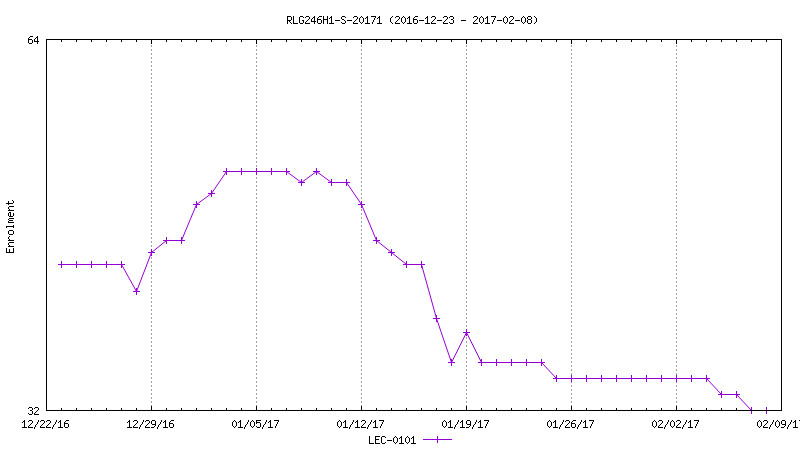 RLG246H1-S-20171 (2016-12-23 - 2017-02-08)
64
Enrolment
32
12/22/16 12/29/16 01/05/17 01/12/17 01/19/17 01/26/17 02/02/17 02/09/1
LEC-0101